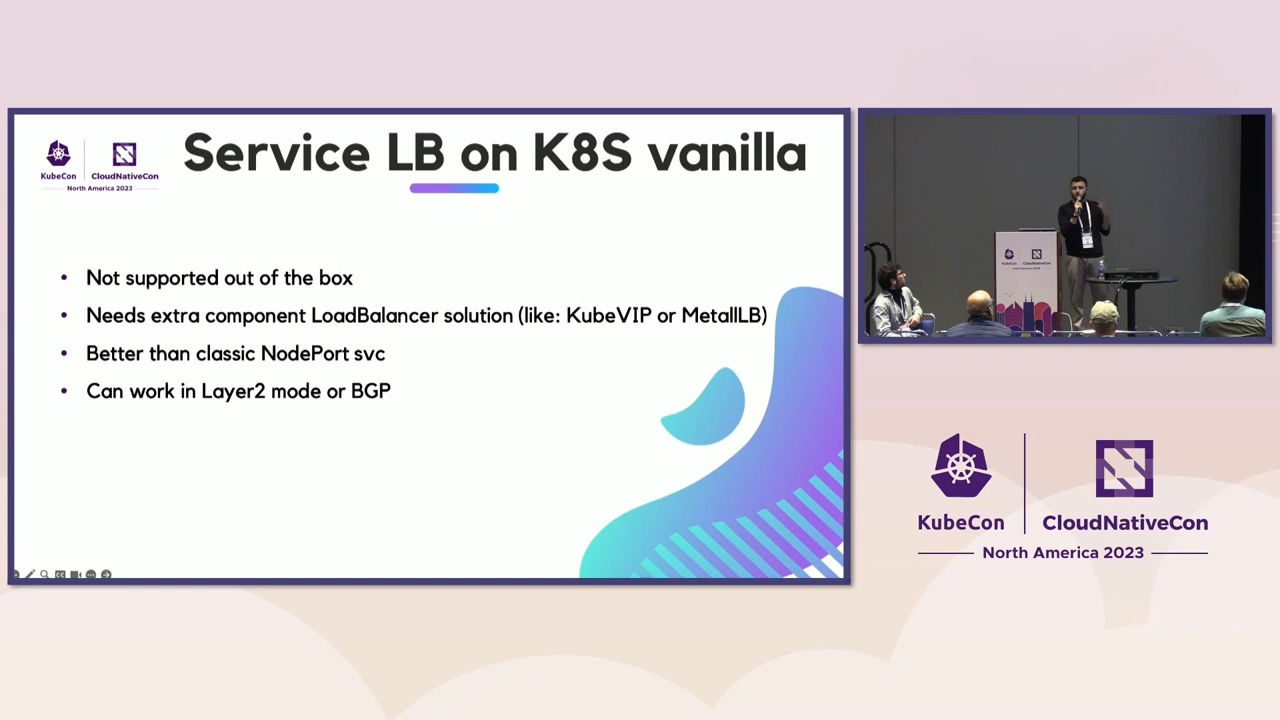 KubeCon
CloudNativeCon
North America 2023
Service LB on K8S vanilla
• Not supported out of the box
• Needs extra component LoadBalancer solution (like: KubeVIP or MetallLB)
• Better than classic NodePort svc
• Can work in Layer2 mode or BGP
KubeCon
CloudNativeCon
KubeCon
CloudNativeCon
North America 2023